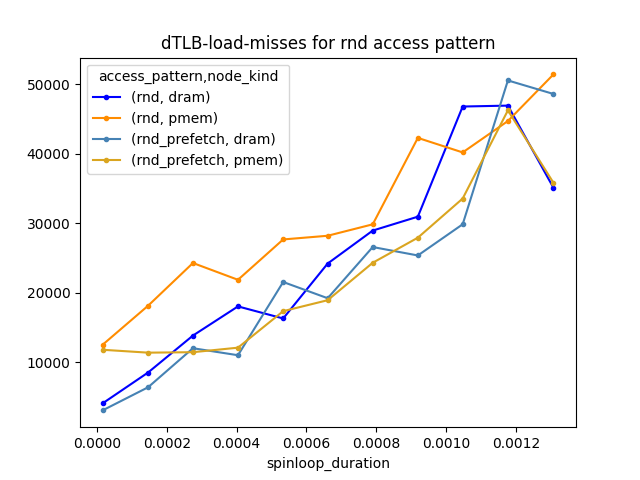 dTLB-load-misses for rnd access pattern
access_pattern,node_kind
(rnd, dram)
(rnd, pmem)
(rnd_prefetch, dram)
(rnd_prefetch, pmem)
50000
40000
30000
20000
10000
0.0000 0.0002 0.0004 0.0006 0.0008 0.0010 0.0012
spinloop_duration